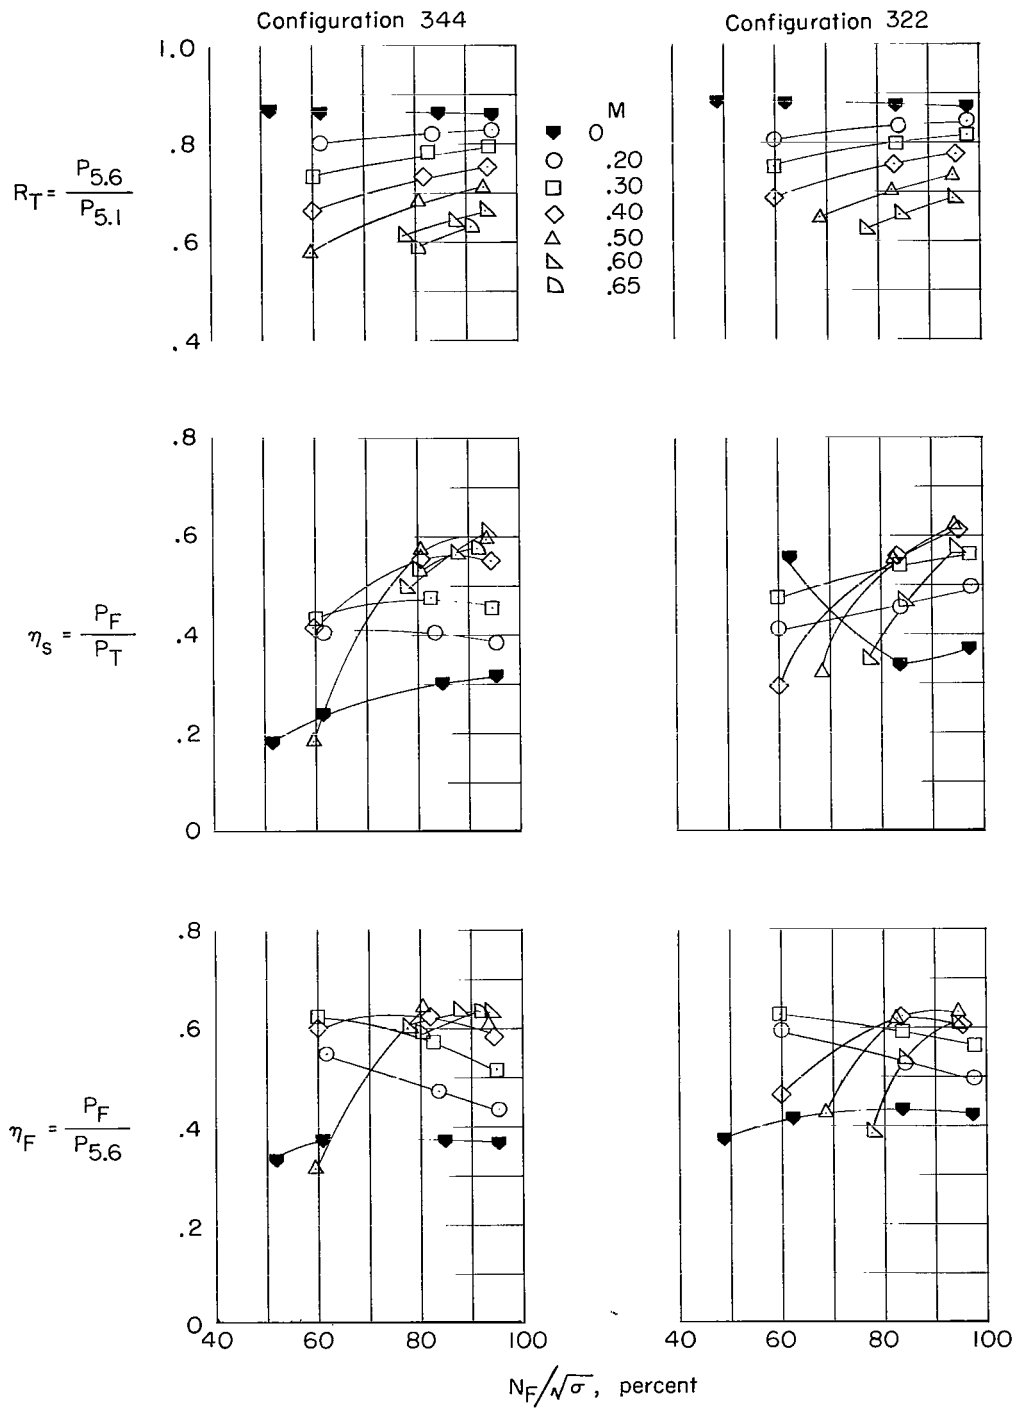 Configuration 344
Configuration 322
1.0
.8
.6
.4
R_T = P_5.6 / P_5.1
M
0
.20
.30
.40
.50
.60
.65
.8
.6
.4
.2
0
η_s = P_F / P_T
.8
.6
.4
.2
0
η_F = P_F / P_5.6
40 60 80 100
40 60 80 100
N_F/√σ, percent